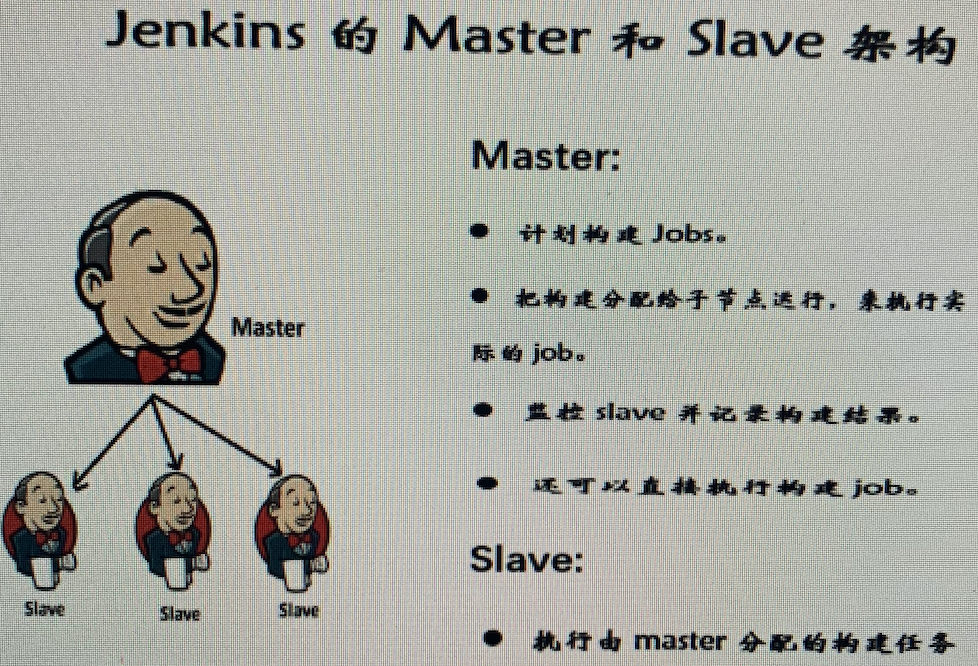 Jenkins 的 Master 和 Slave 架构
Master:
● 计划构建 Jobs。
● 把构建分配给子节点运行，来执行实
际的 job。
● 监控 slave 并记录构建结果。
● 还可以直接执行构建 job。
Slave:
● 执行由 master 分配的构建任务
Master
Slave
Slave
Slave